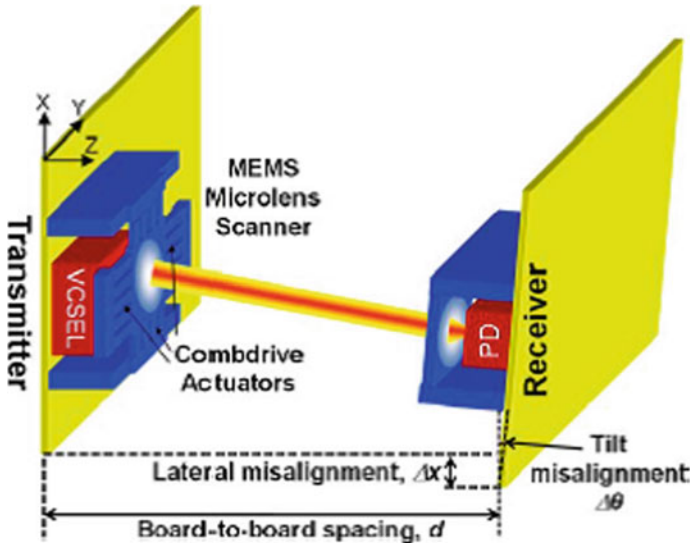 X
Y
Z
MEMS
Microlens
Scanner
Transmitter
VCSEL
Combdrive
Actuators
PD
Receiver
Tilt
misalignment
Δθ
Lateral misalignment, Δx
Board-to-board spacing, d